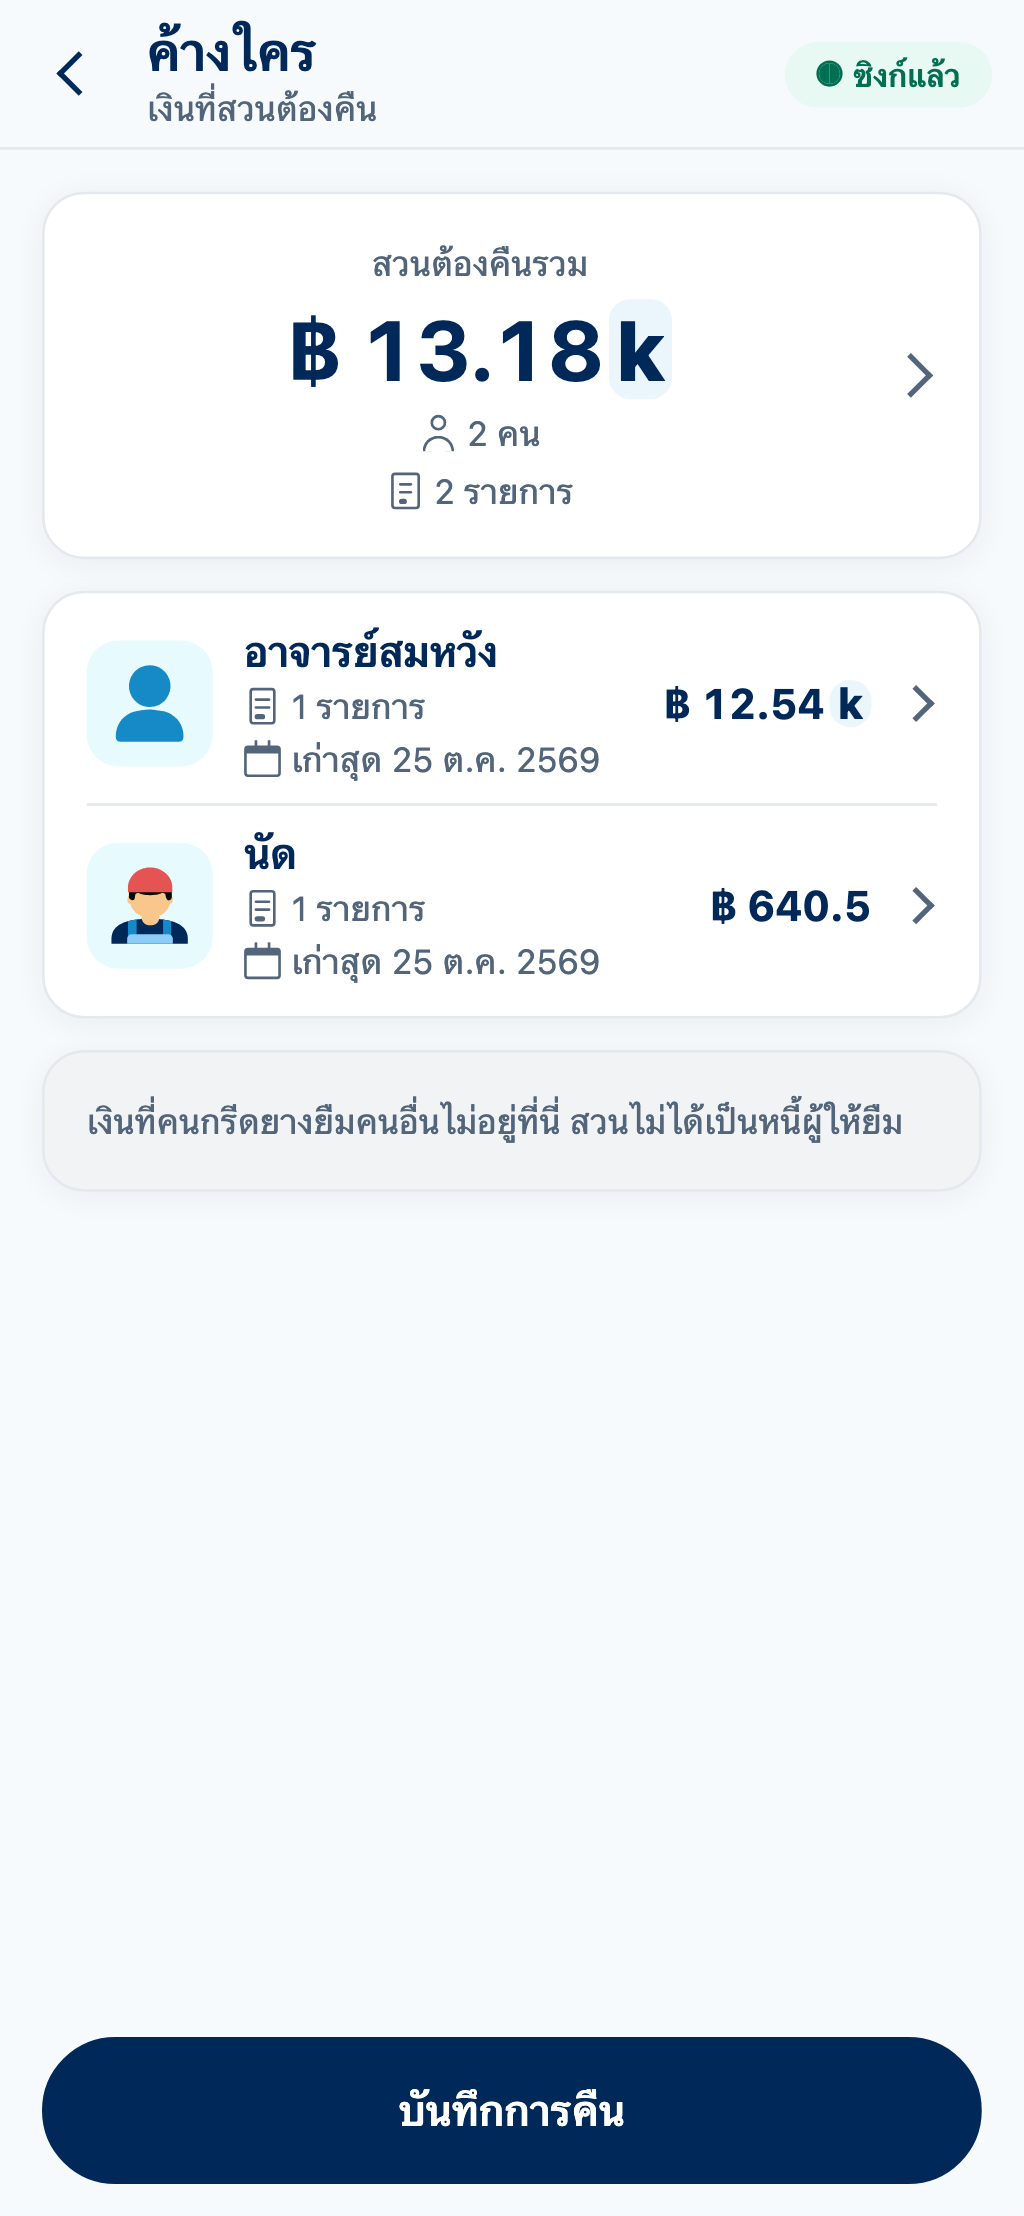 ค้างใคร
เงินที่สวนต้องคืน
ซิงก์แล้ว
สวนต้องคืนรวม
฿ 13.18k
2 คน
2 รายการ
อาจารย์สมหวัง
1 รายการ
เก่าสุด 25 ต.ค. 2569
฿ 12.54k
นัด
1 รายการ
เก่าสุด 25 ต.ค. 2569
฿ 640.5
เงินที่คนกรีดยางยืมคนอื่นไม่อยู่ที่นี่ สวนไม่ได้เป็นหนี้ผู้ให้ยืม
บันทึกการคืน